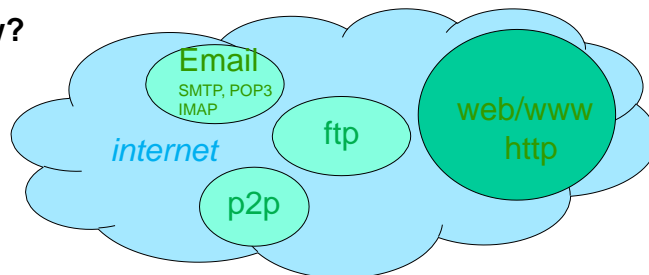 ?
Email
SMTP, POP3
IMAP
web/www
http
ftp
internet
p2p